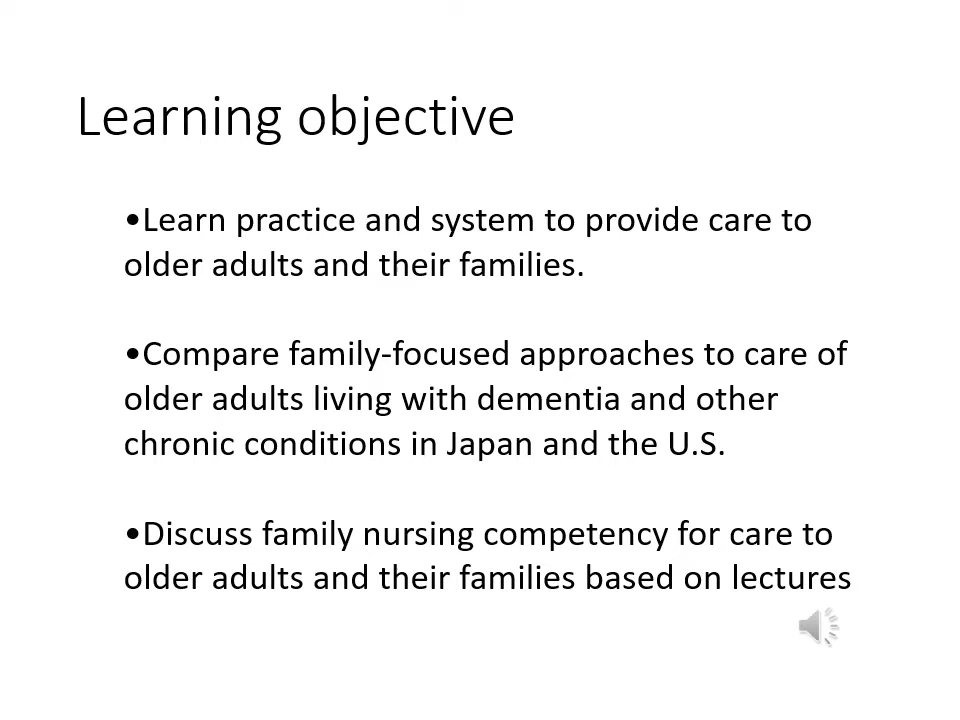 Learning objective
•Learn practice and system to provide care to
older adults and their families.
•Compare family-focused approaches to care of
older adults living with dementia and other
chronic conditions in Japan and the U.S.
•Discuss family nursing competency for care to
older adults and their families based on lectures